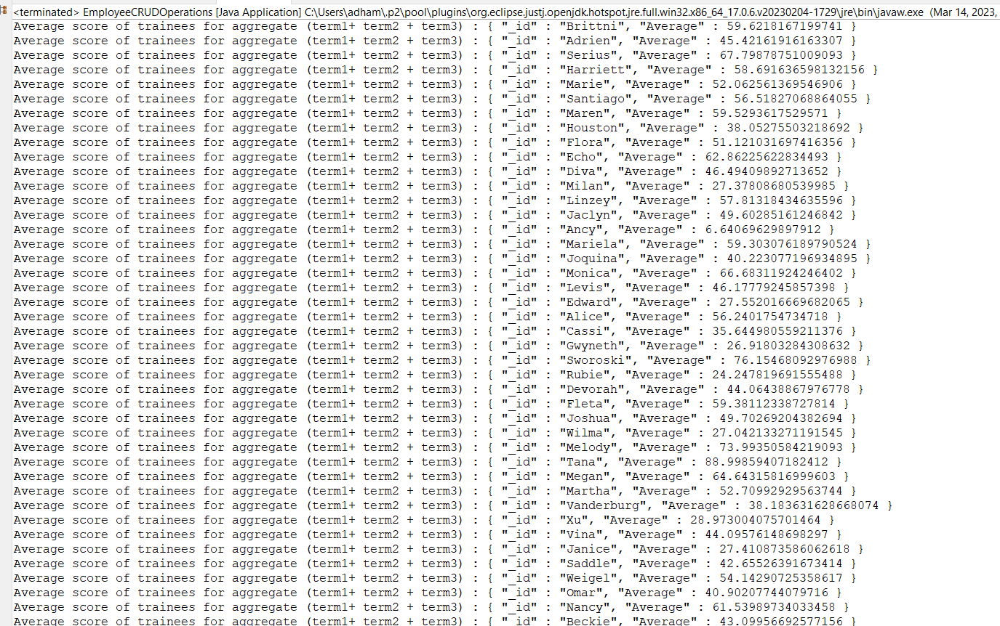 <terminated> EmployeeCRUDOperations [Java Application] C:\Users\adham\.p2\pool\plugins\org.eclipse.justj.openjdk.hotspot.jre.full.win32.x86_64_17.0.6.v20230204-1729\jre\bin\javaw.exe (Mar 14, 2023,
Average score of trainees for aggregate (term1+ term2 + term3) : { "_id" : "Brittni", "Average" : 59.6218167199741 }
Average score of trainees for aggregate (term1+ term2 + term3) : { "_id" : "Adrien", "Average" : 45.42161916163307 }
Average score of trainees for aggregate (term1+ term2 + term3) : { "_id" : "Serius", "Average" : 67.79878751009093 }
Average score of trainees for aggregate (term1+ term2 + term3) : { "_id" : "Harriett", "Average" : 58.691636598132156 }
Average score of trainees for aggregate (term1+ term2 + term3) : { "_id" : "Marie", "Average" : 52.062561369546906 }
Average score of trainees for aggregate (term1+ term2 + term3) : { "_id" : "Santiago", "Average" : 56.51827068864055 }
Average score of trainees for aggregate (term1+ term2 + term3) : { "_id" : "Maren", "Average" : 59.5293617529571 }
Average score of trainees for aggregate (term1+ term2 + term3) : { "_id" : "Houston", "Average" : 38.05275503218692 }
Average score of trainees for aggregate (term1+ term2 + term3) : { "_id" : "Flora", "Average" : 51.121031697416356 }
Average score of trainees for aggregate (term1+ term2 + term3) : { "_id" : "Echo", "Average" : 62.86225622834493 }
Average score of trainees for aggregate (term1+ term2 + term3) : { "_id" : "Diva", "Average" : 46.49409892713652 }
Average score of trainees for aggregate (term1+ term2 + term3) : { "_id" : "Milan", "Average" : 27.37808680539985 }
Average score of trainees for aggregate (term1+ term2 + term3) : { "_id" : "Linzey", "Average" : 57.81318434635596 }
Average score of trainees for aggregate (term1+ term2 + term3) : { "_id" : "Jaclyn", "Average" : 49.60285161246842 }
Average score of trainees for aggregate (term1+ term2 + term3) : { "_id" : "Ancy", "Average" : 6.64069629897912 }
Average score of trainees for aggregate (term1+ term2 + term3) : { "_id" : "Mariela", "Average" : 59.303076189790524 }
Average score of trainees for aggregate (term1+ term2 + term3) : { "_id" : "Joquina", "Average" : 40.223077196934895 }
Average score of trainees for aggregate (term1+ term2 + term3) : { "_id" : "Monica", "Average" : 66.68311924246402 }
Average score of trainees for aggregate (term1+ term2 + term3) : { "_id" : "Levis", "Average" : 46.17779245857398 }
Average score of trainees for aggregate (term1+ term2 + term3) : { "_id" : "Edward", "Average" : 27.552016669682065 }
Average score of trainees for aggregate (term1+ term2 + term3) : { "_id" : "Alice", "Average" : 56.2401754734718 }
Average score of trainees for aggregate (term1+ term2 + term3) : { "_id" : "Cassi", "Average" : 35.644980559211376 }
Average score of trainees for aggregate (term1+ term2 + term3) : { "_id" : "Gwyneth", "Average" : 26.91803284308632 }
Average score of trainees for aggregate (term1+ term2 + term3) : { "_id" : "Sworoski", "Average" : 76.15468092976988 }
Average score of trainees for aggregate (term1+ term2 + term3) : { "_id" : "Rubie", "Average" : 24.247819691555488 }
Average score of trainees for aggregate (term1+ term2 + term3) : { "_id" : "Devorah", "Average" : 44.06438867976778 }
Average score of trainees for aggregate (term1+ term2 + term3) : { "_id" : "Fleta", "Average" : 59.38112338727814 }
Average score of trainees for aggregate (term1+ term2 + term3) : { "_id" : "Joshua", "Average" : 49.70269204382694 }
Average score of trainees for aggregate (term1+ term2 + term3) : { "_id" : "Wilma", "Average" : 27.042133271191545 }
Average score of trainees for aggregate (term1+ term2 + term3) : { "_id" : "Melody", "Average" : 73.99350584219093 }
Average score of trainees for aggregate (term1+ term2 + term3) : { "_id" : "Tana", "Average" : 88.99859407182412 }
Average score of trainees for aggregate (term1+ term2 + term3) : { "_id" : "Megan", "Average" : 64.64315816999603 }
Average score of trainees for aggregate (term1+ term2 + term3) : { "_id" : "Martha", "Average" : 52.70992929563744 }
Average score of trainees for aggregate (term1+ term2 + term3) : { "_id" : "Vanderburg", "Average" : 38.183631628668074 }
Average score of trainees for aggregate (term1+ term2 + term3) : { "_id" : "Xu", "Average" : 28.973004075701464 }
Average score of trainees for aggregate (term1+ term2 + term3) : { "_id" : "Vina", "Average" : 44.09576148698297 }
Average score of trainees for aggregate (term1+ term2 + term3) : { "_id" : "Janice", "Average" : 27.410873586062618 }
Average score of trainees for aggregate (term1+ term2 + term3) : { "_id" : "Saddle", "Average" : 42.65526391673414 }
Average score of trainees for aggregate (term1+ term2 + term3) : { "_id" : "Weigel", "Average" : 54.14290725358617 }
Average score of trainees for aggregate (term1+ term2 + term3) : { "_id" : "Omar", "Average" : 40.90207744079716 }
Average score of trainees for aggregate (term1+ term2 + term3) : { "_id" : "Nancy", "Average" : 61.53989734033458 }
Average score of trainees for aggregate (term1+ term2 + term3) : { "_id" : "Beckie", "Average" : 43.09956692577156 }